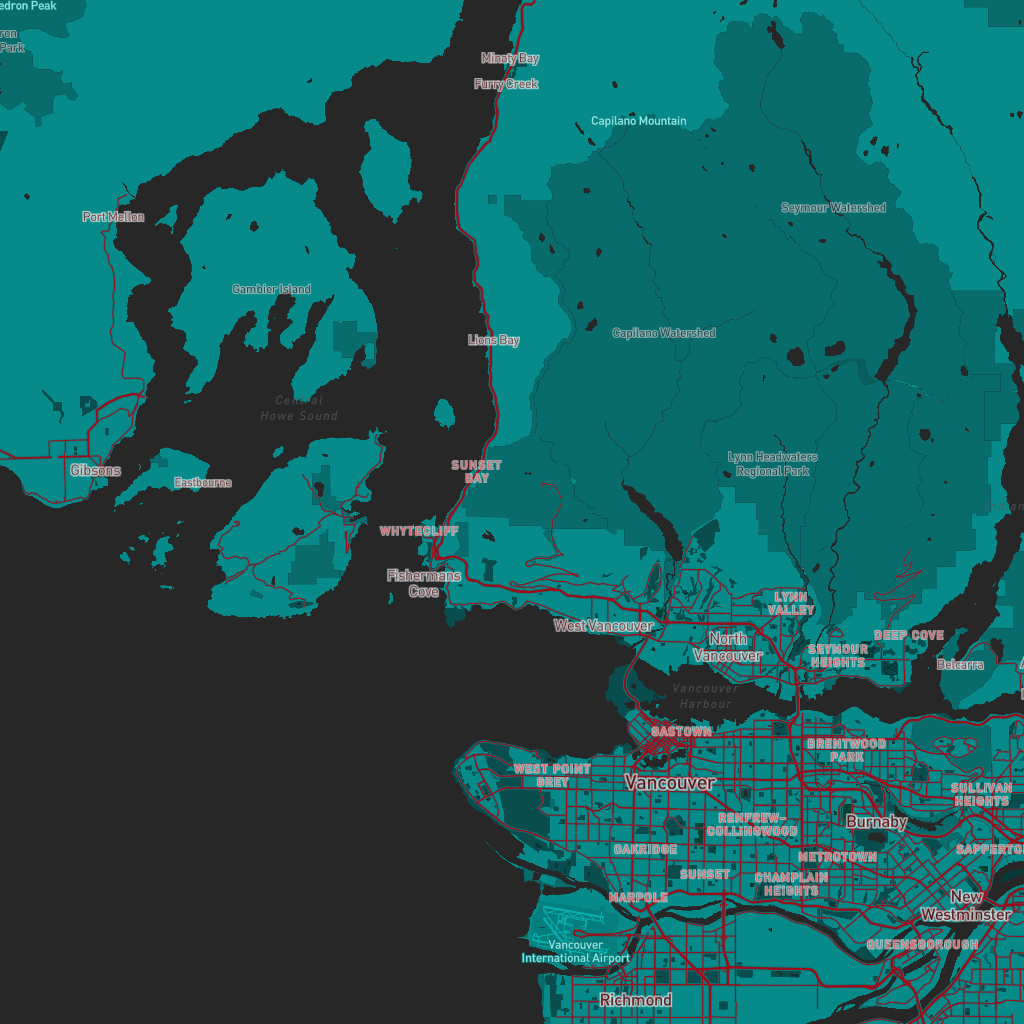 edron Peak
ron
Park
Minaty Bay
Furry Creek
Capilano Mountain
Seymour Watershed
Port Mellon
Gambier Island
Capilano Watershed
Lions Bay
Central
Howe Sound
Lynn Headwaters
Regional Park
SUNSET
BAY
Gibsons
Eastbourne
WHYTECLIFF
Fishermans
Cove
LYNN
VALLEY
West Vancouver
North
Vancouver
DEEP COVE
SEYMOUR
HEIGHTS
Belcarra
Vancouver
Harbour
GASTOWN
BRENTWOOD
PARK
WEST POINT
GREY
Vancouver
SULLIVAN
HEIGHTS
RENFREW-
COLLINGWOOD
Burnaby
OAKRIDGE
METROTOWN
SAPPERTO
SUNSET
CHAMPLAIN
HEIGHTS
MARPOLE
New
Westminster
QUEENSBOROUGH
Vancouver
International Airport
Richmond